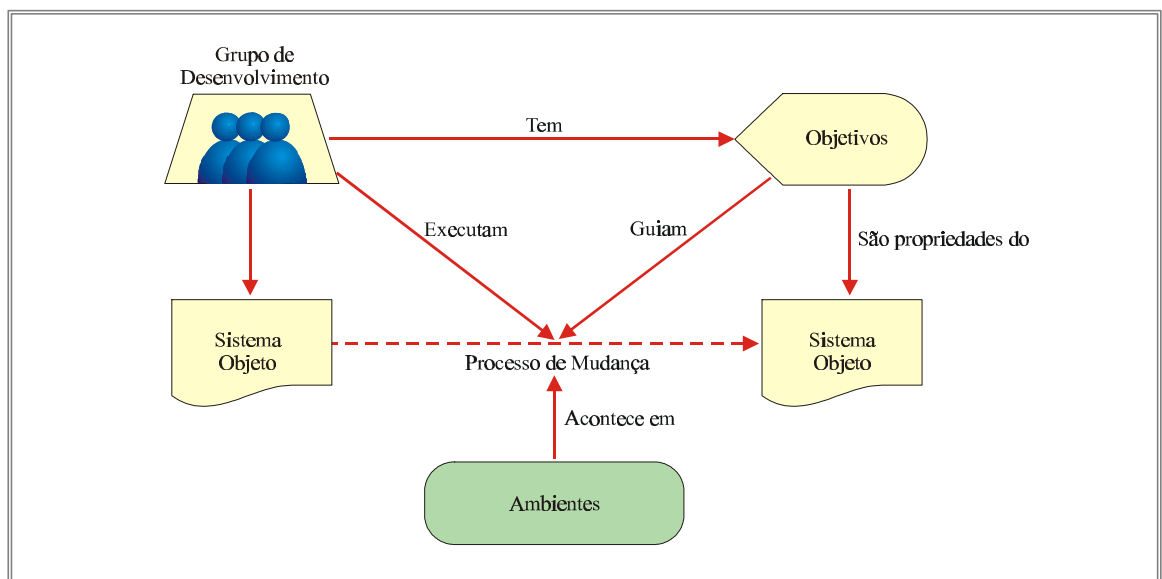 Grupo de
Desenvolvimento
Tem
Objetivos
Executam
Guiam
São propriedades do
Sistema
Objeto
Processo de Mudança
Sistema
Objeto
Acontece em
Ambientes